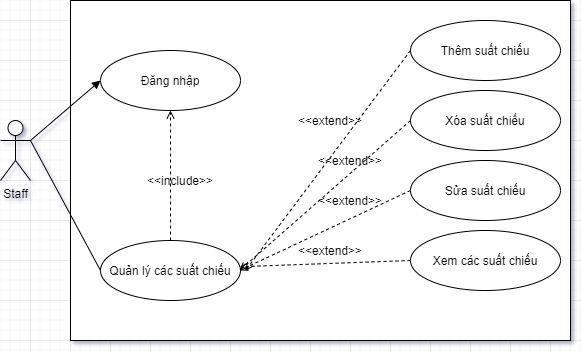 Thêm suất chiếu
Đăng nhập
<<extend>>
Xóa suất chiếu
<<extend>>
<<include>>
Staff
Sửa suất chiếu
<<extend>>
<<extend>>
Quản lý các suất chiếu
Xem các suất chiếu